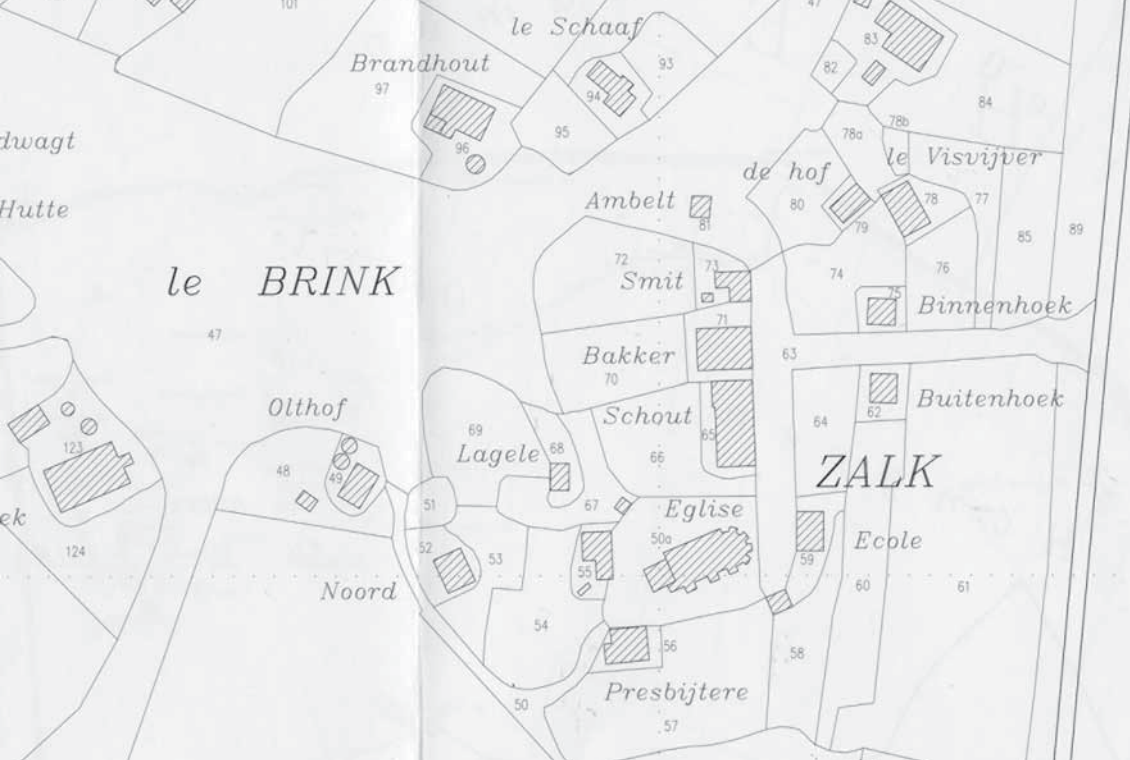 101
47
le Schaaf
83
Brandhout
93
82
97
94
84
95
78a
78b
96
dwagt
de hof
le Visvijver
Ambelt
80
78
77
Hutte
81
79
85
89
72
73
74
76
le BRINK
Smit
75
Binnenhoek
47
71
Bakker
63
70
62
Buitenhoek
Olthof
Schout
64
69
68
65
123
Lagele
66
ZALK
48
49
51
67
Eglise
ek
50a
Ecole
124
52
53
55
59
Noord
60
61
54
56
58
50
Presbijtere
57